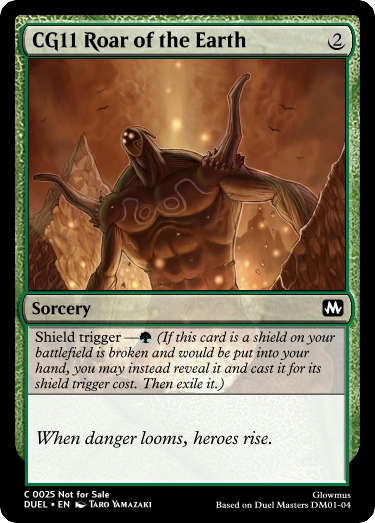 CG11 Roar of the Earth 2
Sorcery
Shield trigger — (If this card is a shield on your
battlefield is broken and would be put into your
hand, you may instead reveal it and cast it for its
shield trigger cost. Then exile it.)
When danger looms, heroes rise.
C 0025 Not for Sale
Glowmus
DUEL • EN Taro Yamazaki
Based on Duel Masters DM01-04